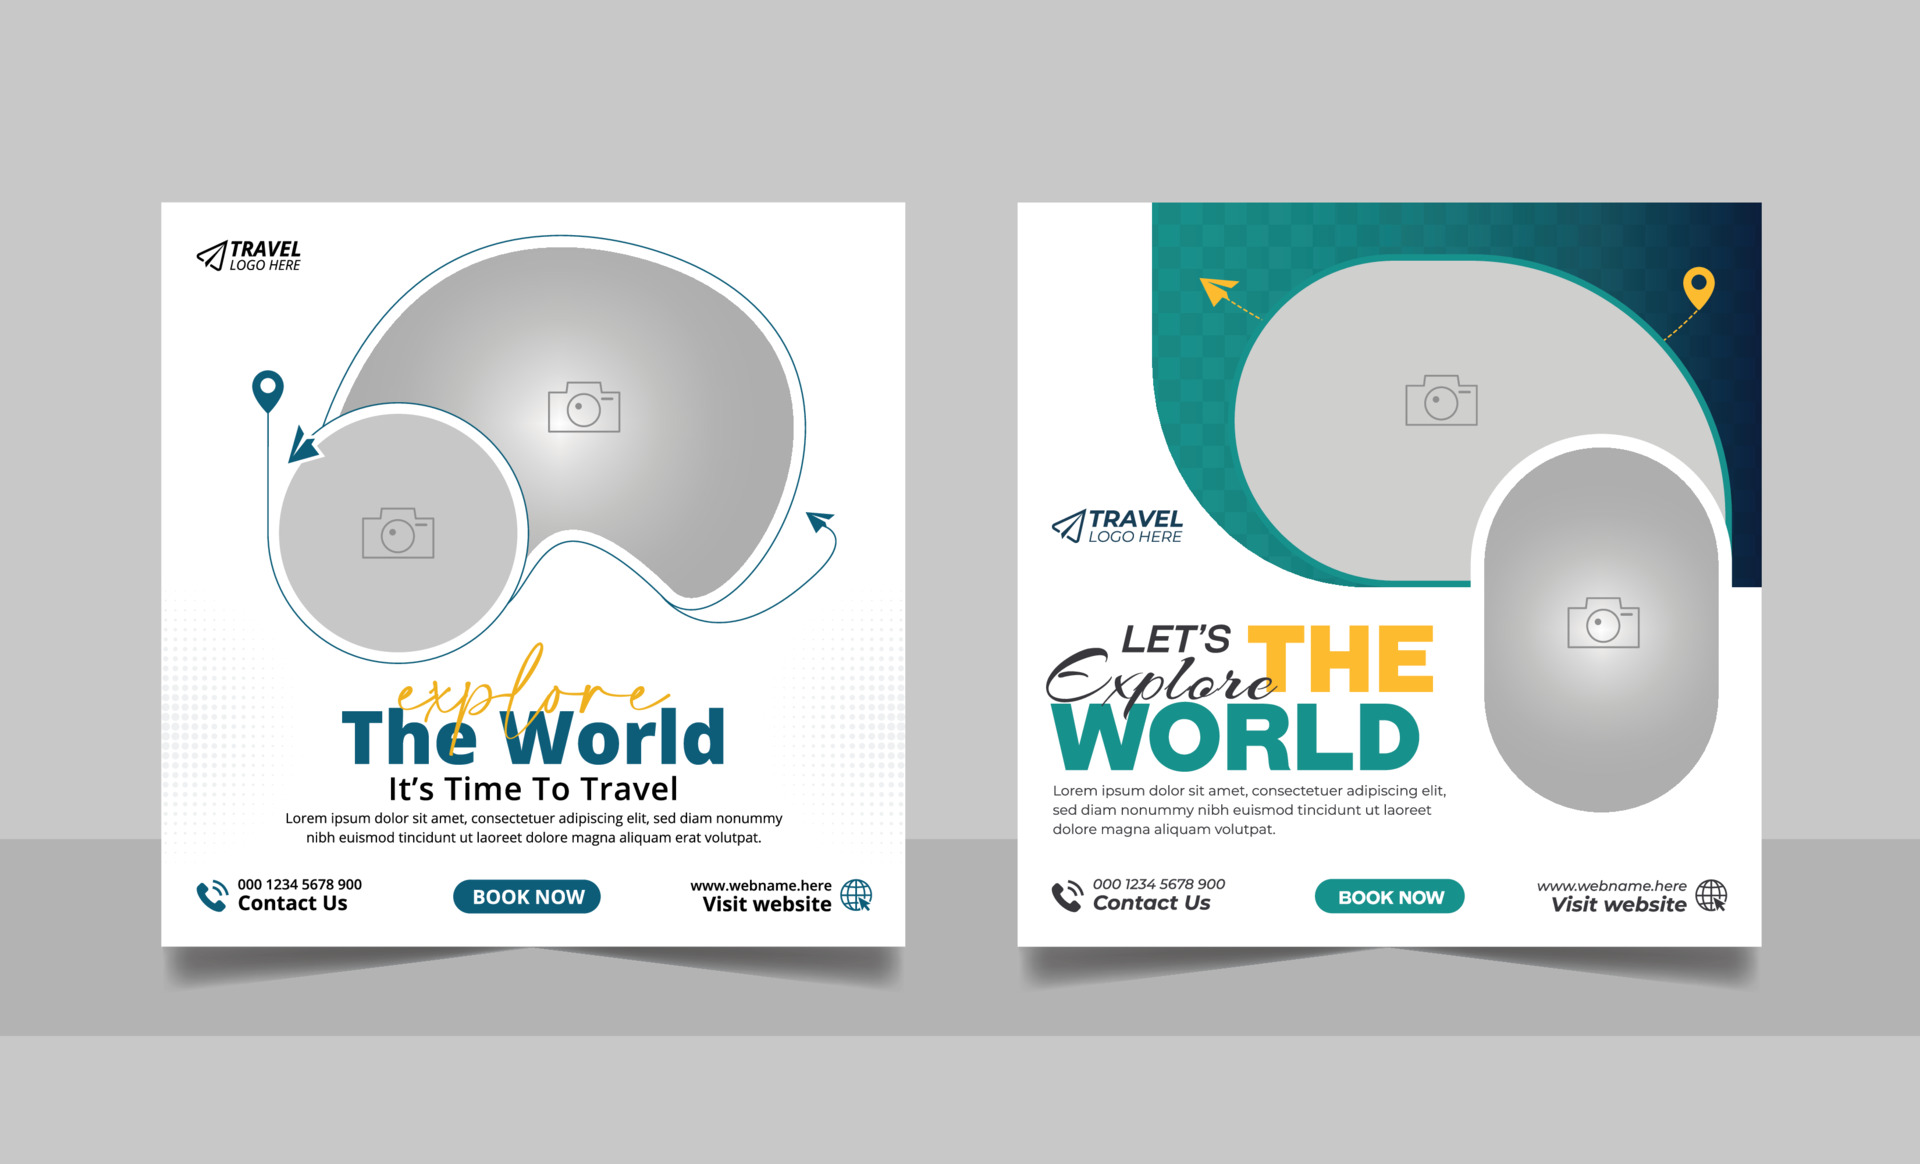 TRAVEL
LOGO HERE
explore
The World
It's Time To Travel
Lorem ipsum dolor sit amet, consectetuer adipiscing elit, sed diam nonummy
nibh euismod tincidunt ut laoreet dolore magna aliquam erat volutpat.
000 1234 5678 900
Contact Us
BOOK NOW
www.webname.here
Visit website
TRAVEL
LOGO HERE
LET'S
Explore THE
WORLD
Lorem ipsum dolor sit amet, consectetuer adipiscing elit,
sed diam nonummy nibh euismod tincidunt ut laoreet
dolore magna aliquam volutpat.
000 1234 5678 900
Contact Us
BOOK NOW
www.webname.here
Visit website